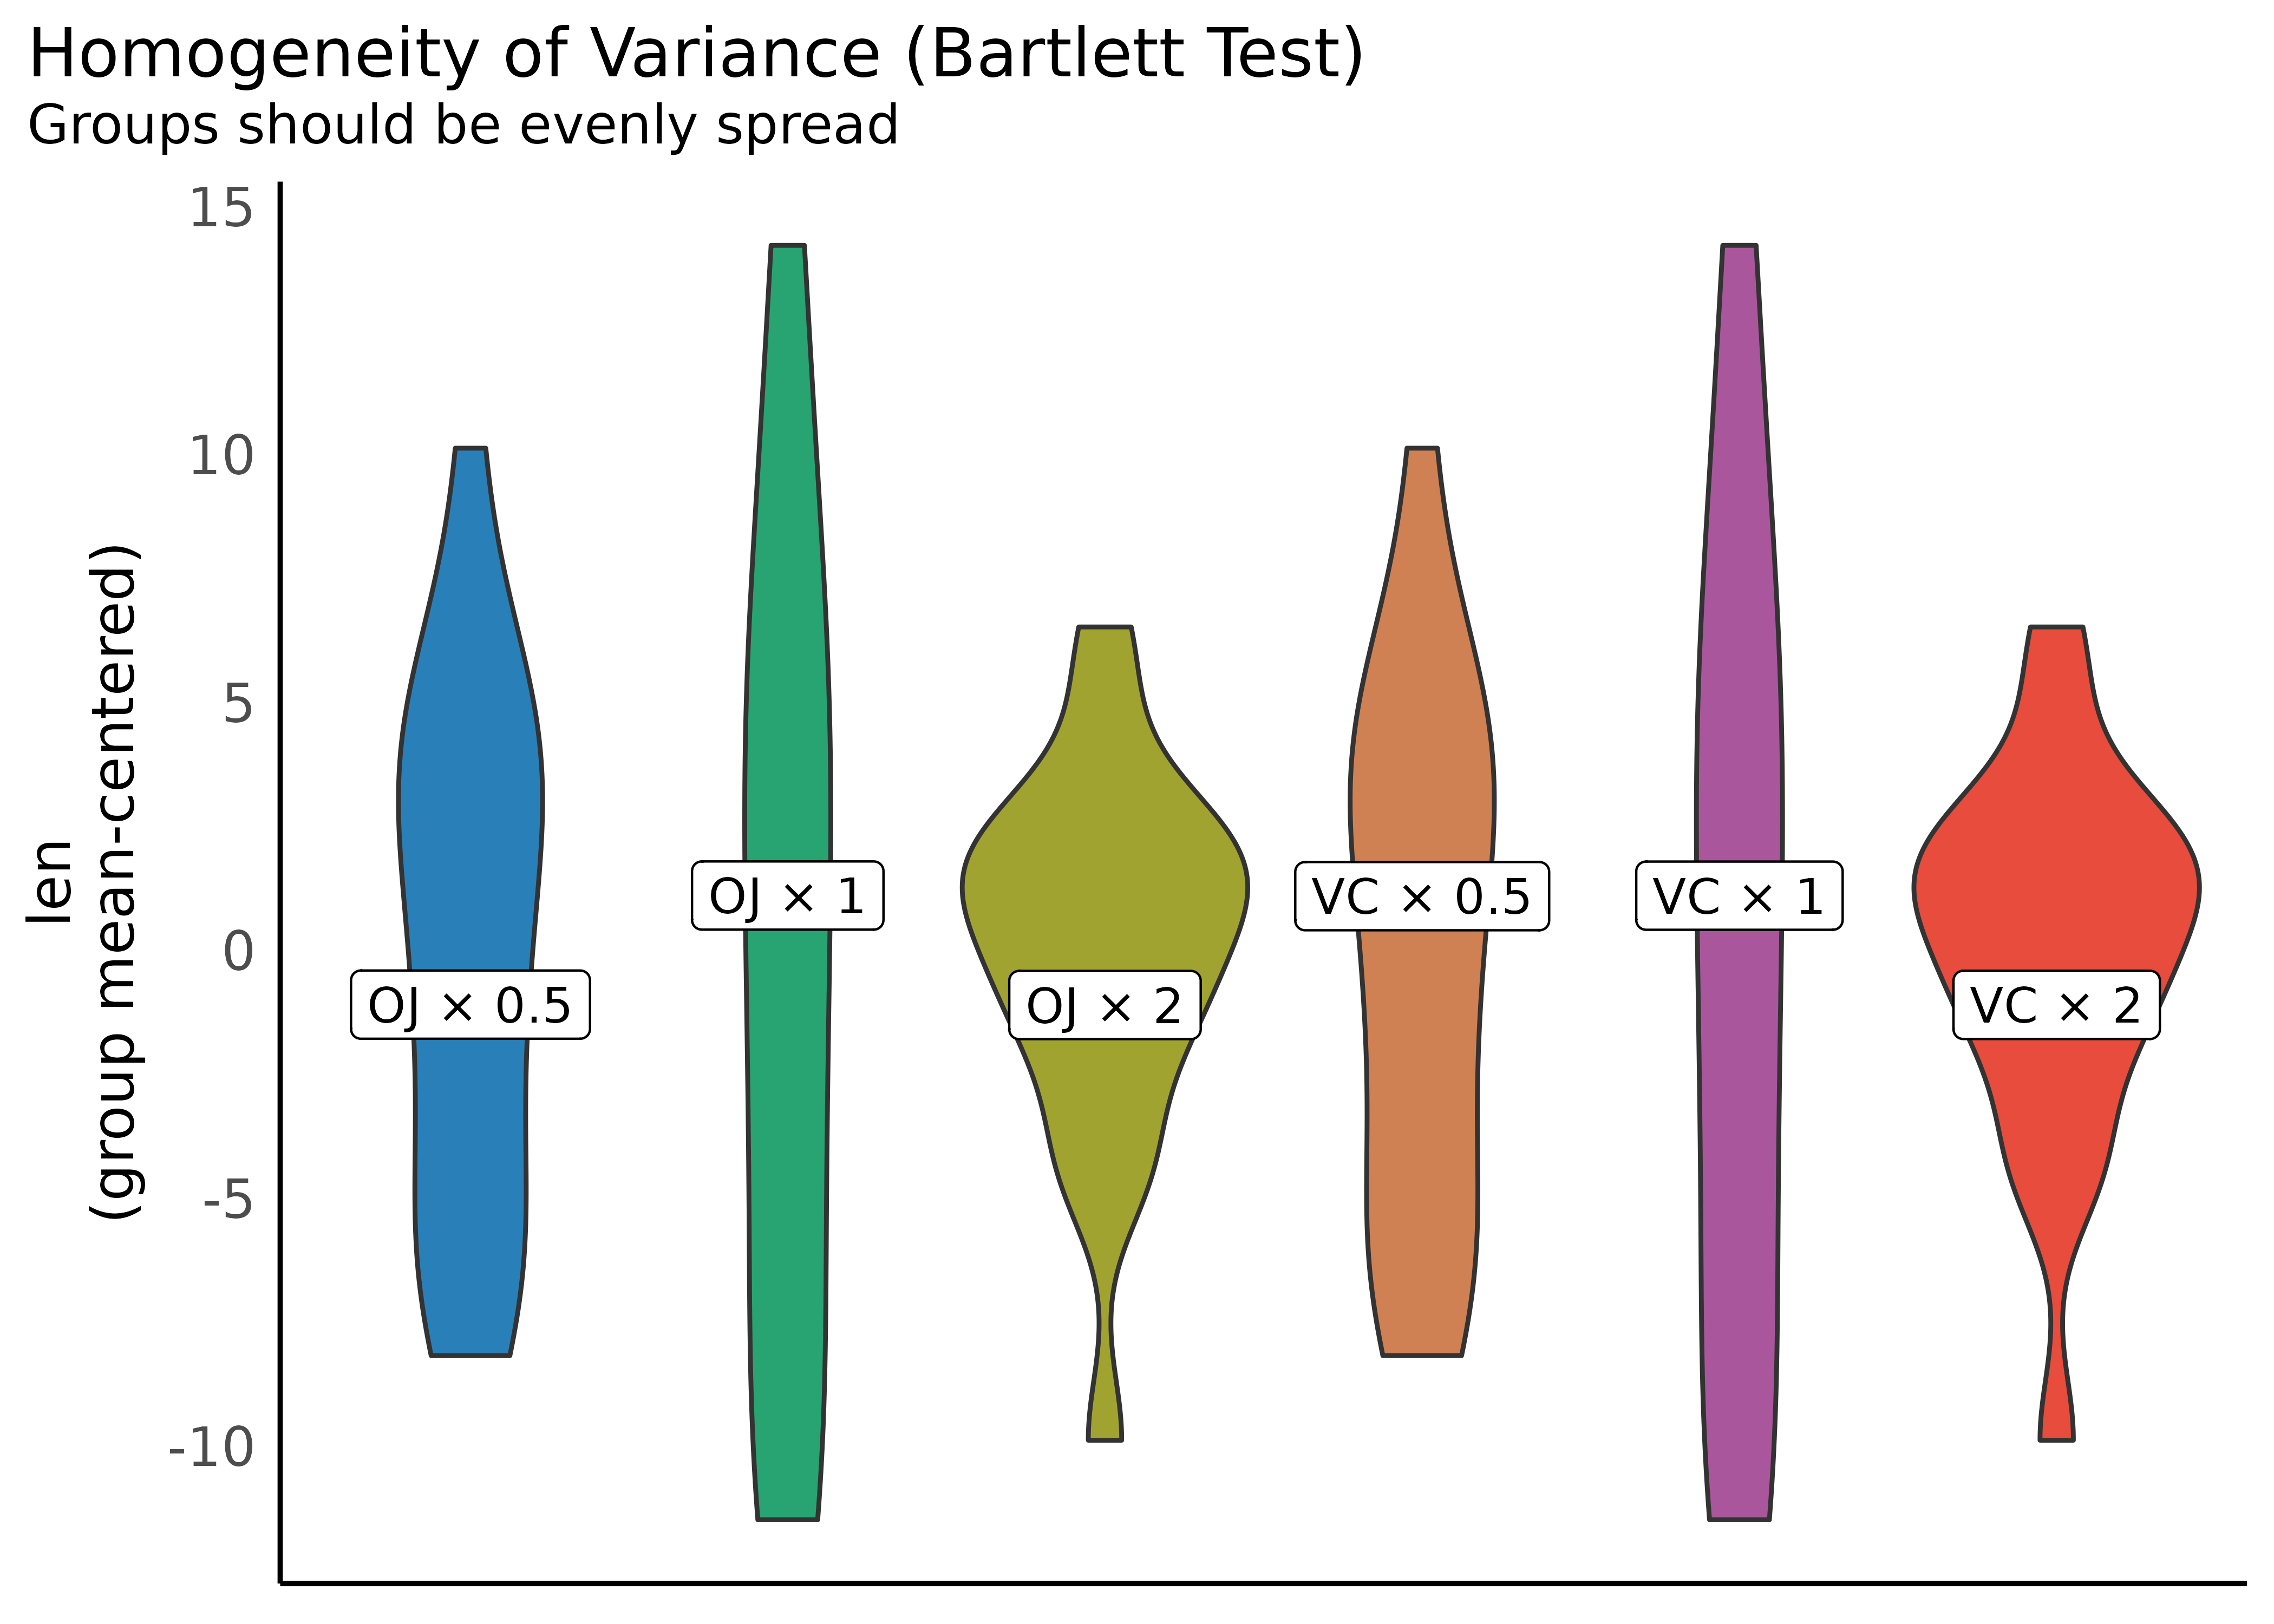 Homogeneity of Variance (Bartlett Test)
Groups should be evenly spread
len
(group mean-centered)
15
10
5
0
-5
-10
OJ × 0.5
OJ × 1
OJ × 2
VC × 0.5
VC × 1
VC × 2